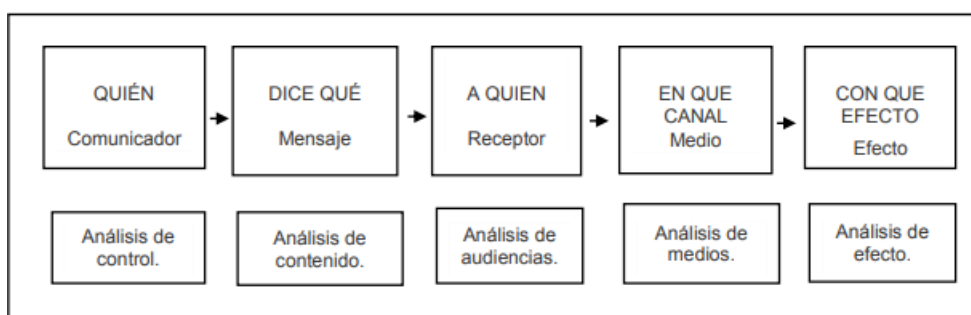 QUIÉN
Comunicador
DICE QUÉ
Mensaje
A QUIEN
Receptor
EN QUE
CANAL
Medio
CON QUE
EFECTO
Efecto
Análisis de
control.
Análisis de
contenido.
Análisis de
audiencias.
Análisis de
medios.
Análisis de
efecto.